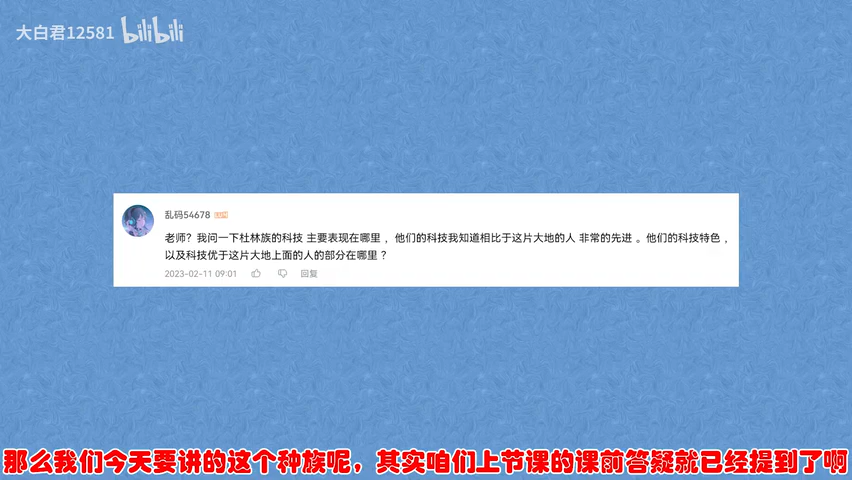 大白君12581 bilibili
乱码54678
老师？我问一下杜林族的科技 主要表现在哪里 ，他们的科技我知道相比于这片大地的人 非常的先进 。他们的科技特色 ，
以及科技优于这片大地上面的人的部分在哪里 ？
2023-02-11 09:01 回复
那么我们今天要讲的这个种族呢，其实咱们上节课的课前答疑就已经提到了啊